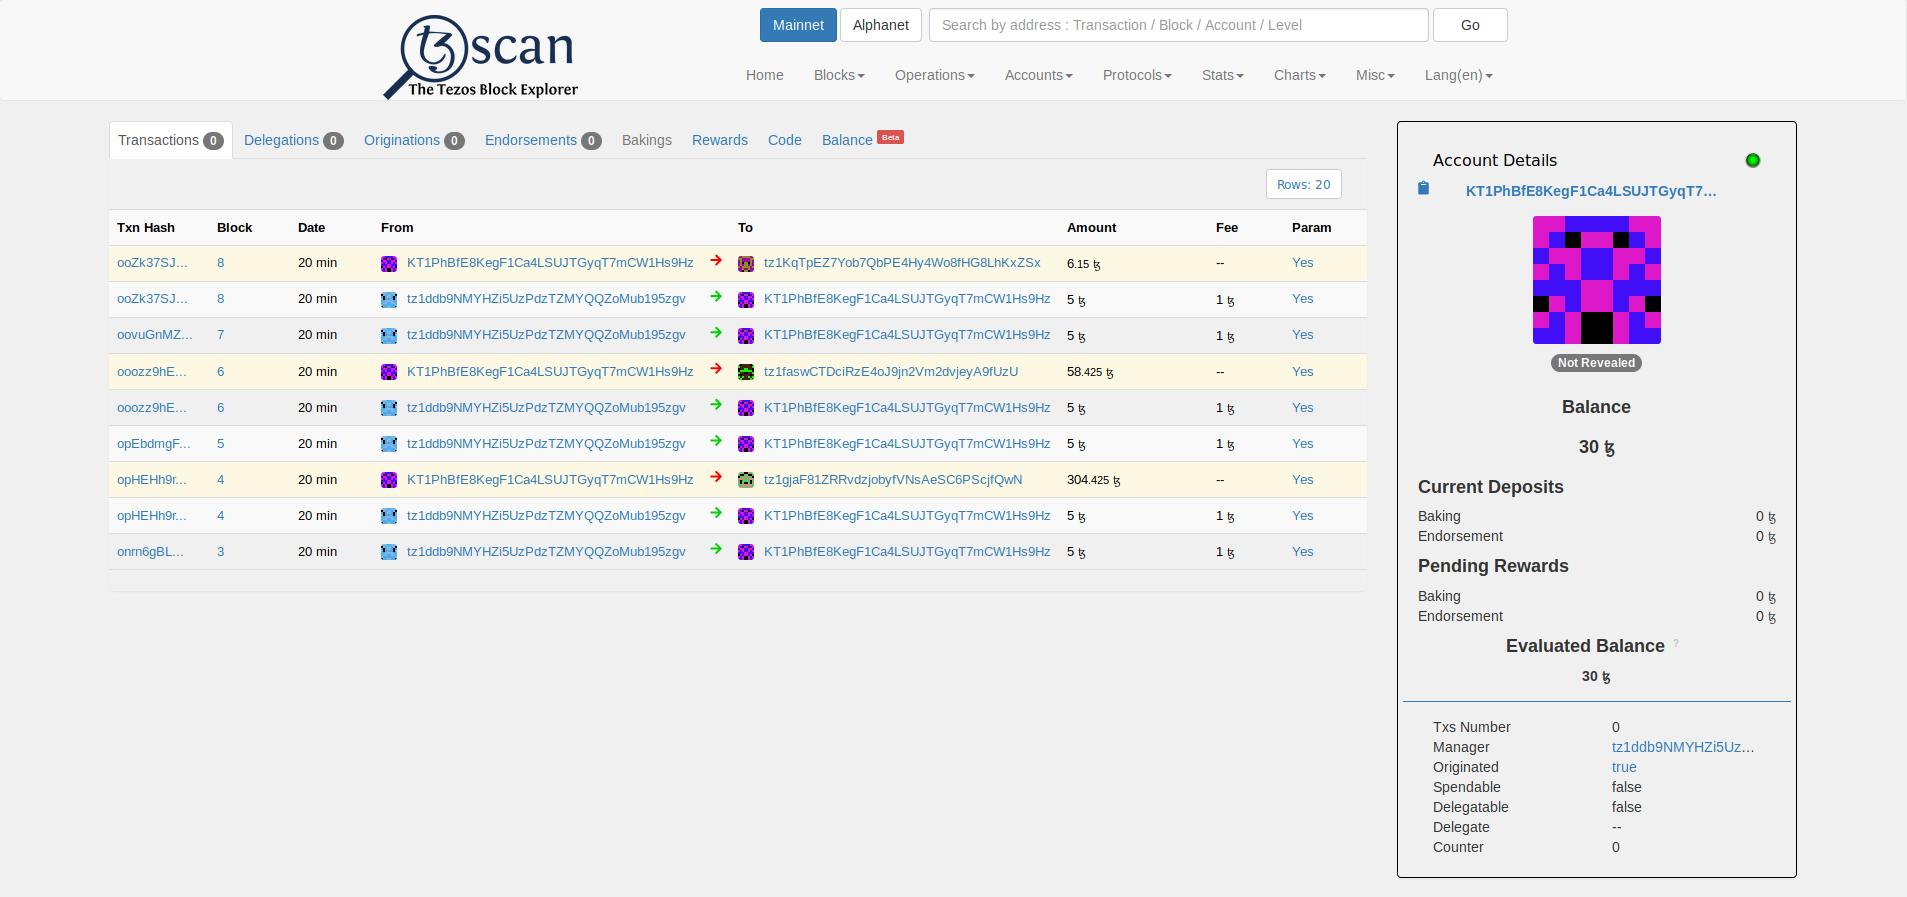 Mainnet Alphanet Search by address : Transaction / Block / Account / Level Go
tzscan
The Tezos Block Explorer
Home Blocks Operations Accounts Protocols Stats Charts Misc Lang(en)
Transactions 0 Delegations 0 Originations 0 Endorsements 0 Bakings Rewards Code Balance Beta
Rows: 20
Txn Hash Block Date From To Amount Fee Param
ooZk37SJ... 8 20 min KT1PhBfE8KegF1Ca4LSUJTGyqT7mCW1Hs9Hz tz1KqTpEZ7Yob7QbPE4Hy4Wo8fHG8LhKxZSx 6.15 ꜩ -- Yes
ooZk37SJ... 8 20 min tz1ddb9NMYHZi5UzPdzTZMYQQZoMub195zgv KT1PhBfE8KegF1Ca4LSUJTGyqT7mCW1Hs9Hz 5 ꜩ 1 ꜩ Yes
oovuGnMZ... 7 20 min tz1ddb9NMYHZi5UzPdzTZMYQQZoMub195zgv KT1PhBfE8KegF1Ca4LSUJTGyqT7mCW1Hs9Hz 5 ꜩ 1 ꜩ Yes
ooozz9hE... 6 20 min KT1PhBfE8KegF1Ca4LSUJTGyqT7mCW1Hs9Hz tz1faswCTDciRzE4oJ9jn2Vm2dvjeyA9fUzU 58.425 ꜩ -- Yes
ooozz9hE... 6 20 min tz1ddb9NMYHZi5UzPdzTZMYQQZoMub195zgv KT1PhBfE8KegF1Ca4LSUJTGyqT7mCW1Hs9Hz 5 ꜩ 1 ꜩ Yes
opEbdmgF... 5 20 min tz1ddb9NMYHZi5UzPdzTZMYQQZoMub195zgv KT1PhBfE8KegF1Ca4LSUJTGyqT7mCW1Hs9Hz 5 ꜩ 1 ꜩ Yes
opHEHh9r... 4 20 min KT1PhBfE8KegF1Ca4LSUJTGyqT7mCW1Hs9Hz tz1gjaF81ZRRvdzjobyfVNsAeSC6PScjfQwN 304.425 ꜩ -- Yes
opHEHh9r... 4 20 min tz1ddb9NMYHZi5UzPdzTZMYQQZoMub195zgv KT1PhBfE8KegF1Ca4LSUJTGyqT7mCW1Hs9Hz 5 ꜩ 1 ꜩ Yes
onrn6gBL... 3 20 min tz1ddb9NMYHZi5UzPdzTZMYQQZoMub195zgv KT1PhBfE8KegF1Ca4LSUJTGyqT7mCW1Hs9Hz 5 ꜩ 1 ꜩ Yes
Account Details
KT1PhBfE8KegF1Ca4LSUJTGyqT7...
Not Revealed
Balance
30 ꜩ
Current Deposits
Baking 0 ꜩ
Endorsement 0 ꜩ
Pending Rewards
Baking 0 ꜩ
Endorsement 0 ꜩ
Evaluated Balance ?
30 ꜩ
Txs Number 0
Manager tz1ddb9NMYHZi5Uz...
Originated true
Spendable false
Delegatable false
Delegate --
Counter 0